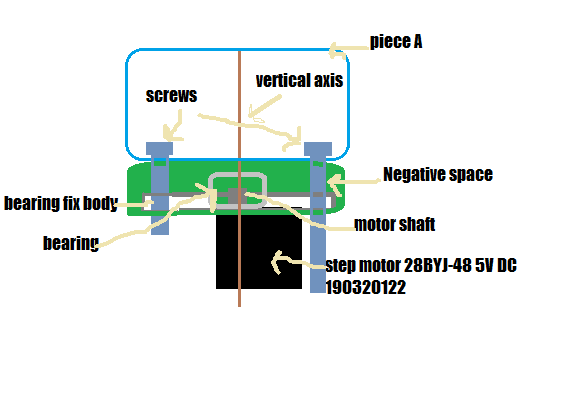 piece A
vertical axis
screws
Negative space
bearing fix body
motor shaft
bearing
step motor 28BYJ-48 5V DC
190320122